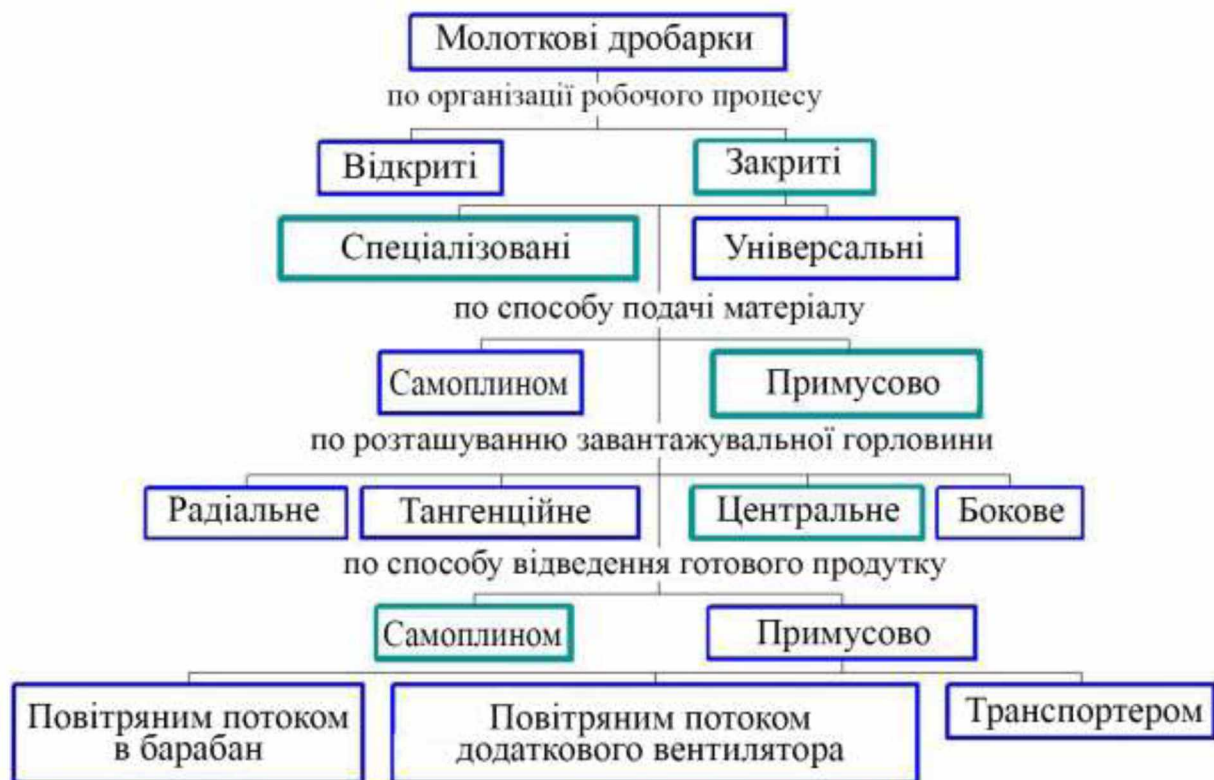 Молоткові дробарки
по організації робочого процесу
Відкриті
Закриті
Спеціалізовані
Універсальні
по способу подачі матеріалу
Самоплином
Примусово
по розташуванню завантажувальної горловини
Радіальне
Тангенційне
Центральне
Бокове
по способу відведення готового продутку
Самоплином
Примусово
Повітряним потоком
в барабан
Повітряним потоком
додаткового вентилятора
Транспортером